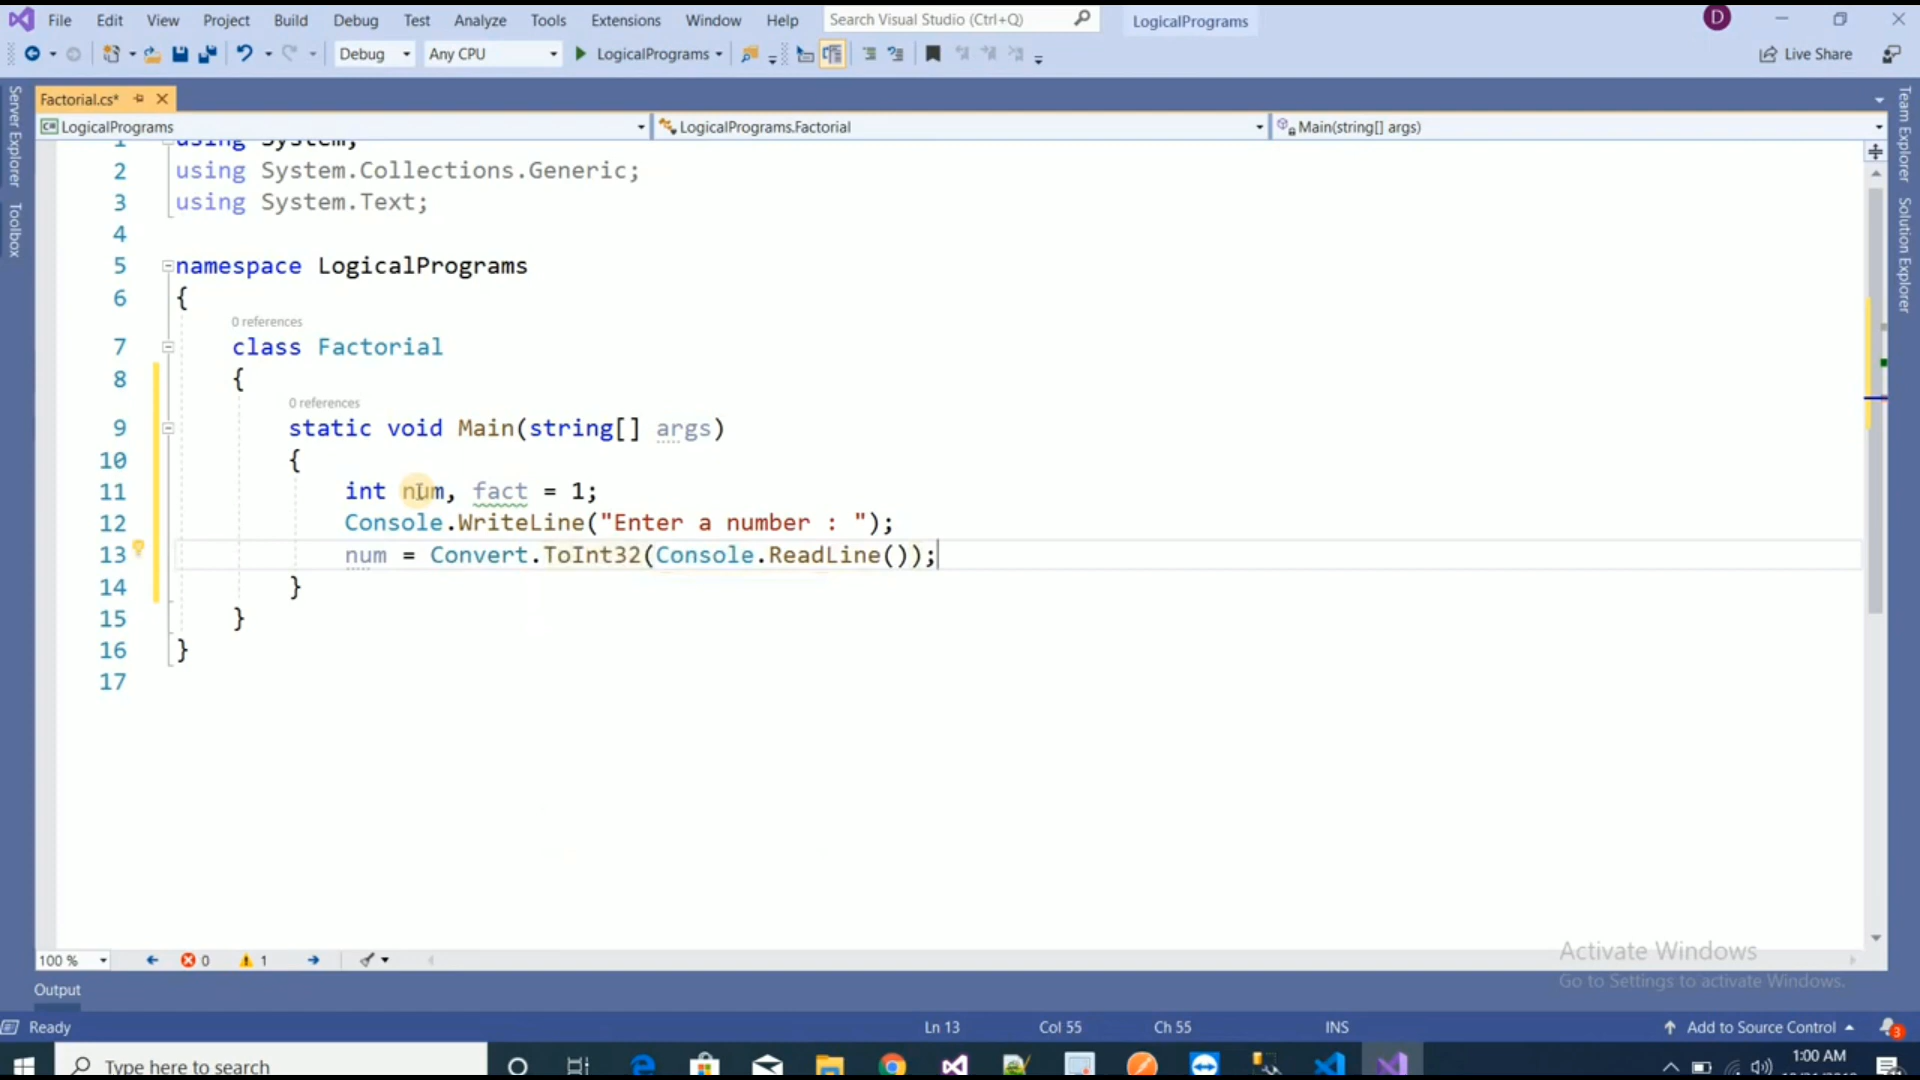 File Edit View Project Build Debug Test Analyze Tools Extensions Window Help Search Visual Studio (Ctrl+Q) LogicalPrograms D
Debug Any CPU LogicalPrograms Live Share
Server Explorer
Toolbox
Team Explorer
Solution Explorer
Factorial.cs*
C# LogicalPrograms LogicalPrograms.Factorial Main(string[] args)
1 using System;
2 using System.Collections.Generic;
3 using System.Text;
4
5 namespace LogicalPrograms
6 {
0 references
7 class Factorial
8 {
0 references
9 static void Main(string[] args)
10 {
11 int num, fact = 1;
12 Console.WriteLine("Enter a number : ");
13 num = Convert.ToInt32(Console.ReadLine());
14 }
15 }
16 }
17
Activate Windows
Go to Settings to activate Windows.
100 % 0 1
Output
Ready Ln 13 Col 55 Ch 55 INS Add to Source Control 3
Type here to search 1:00 AM